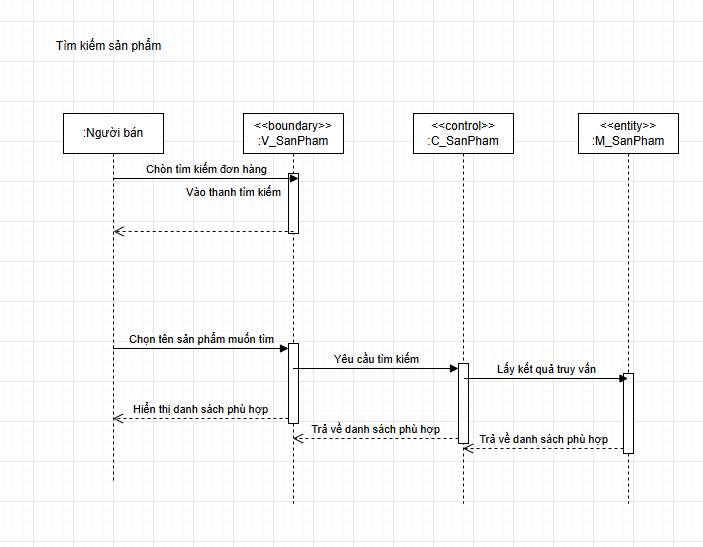 Tìm kiếm sản phẩm
:Người bán
<<boundary>>
:V_SanPham
<<control>>
:C_SanPham
<<entity>>
:M_SanPham
Chòn tìm kiếm đơn hàng
Vào thanh tìm kiếm
Chọn tên sản phẩm muốn tìm
Yêu cầu tìm kiếm
Lấy kết quả truy vấn
Hiển thị danh sách phù hợp
Trả về danh sách phù hợp
Trả về danh sách phù hợp